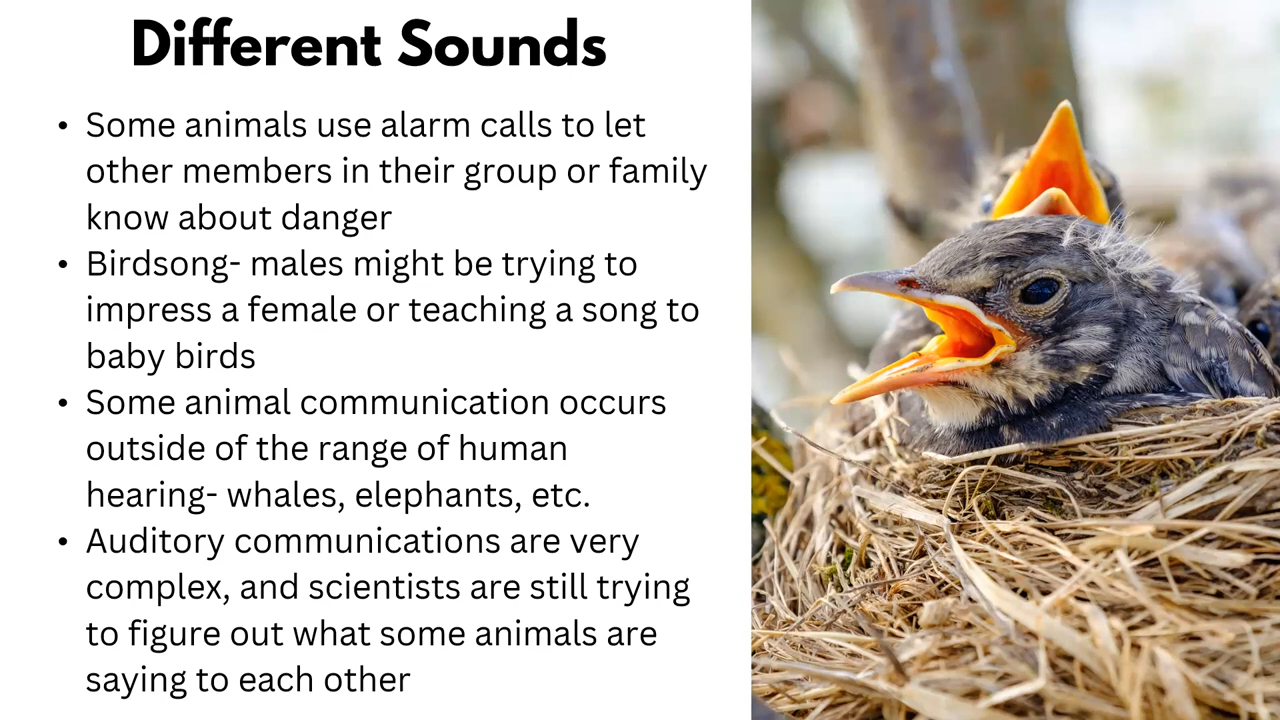 Different Sounds
• Some animals use alarm calls to let
other members in their group or family
know about danger
• Birdsong- males might be trying to
impress a female or teaching a song to
baby birds
• Some animal communication occurs
outside of the range of human
hearing- whales, elephants, etc.
• Auditory communications are very
complex, and scientists are still trying
to figure out what some animals are
saying to each other